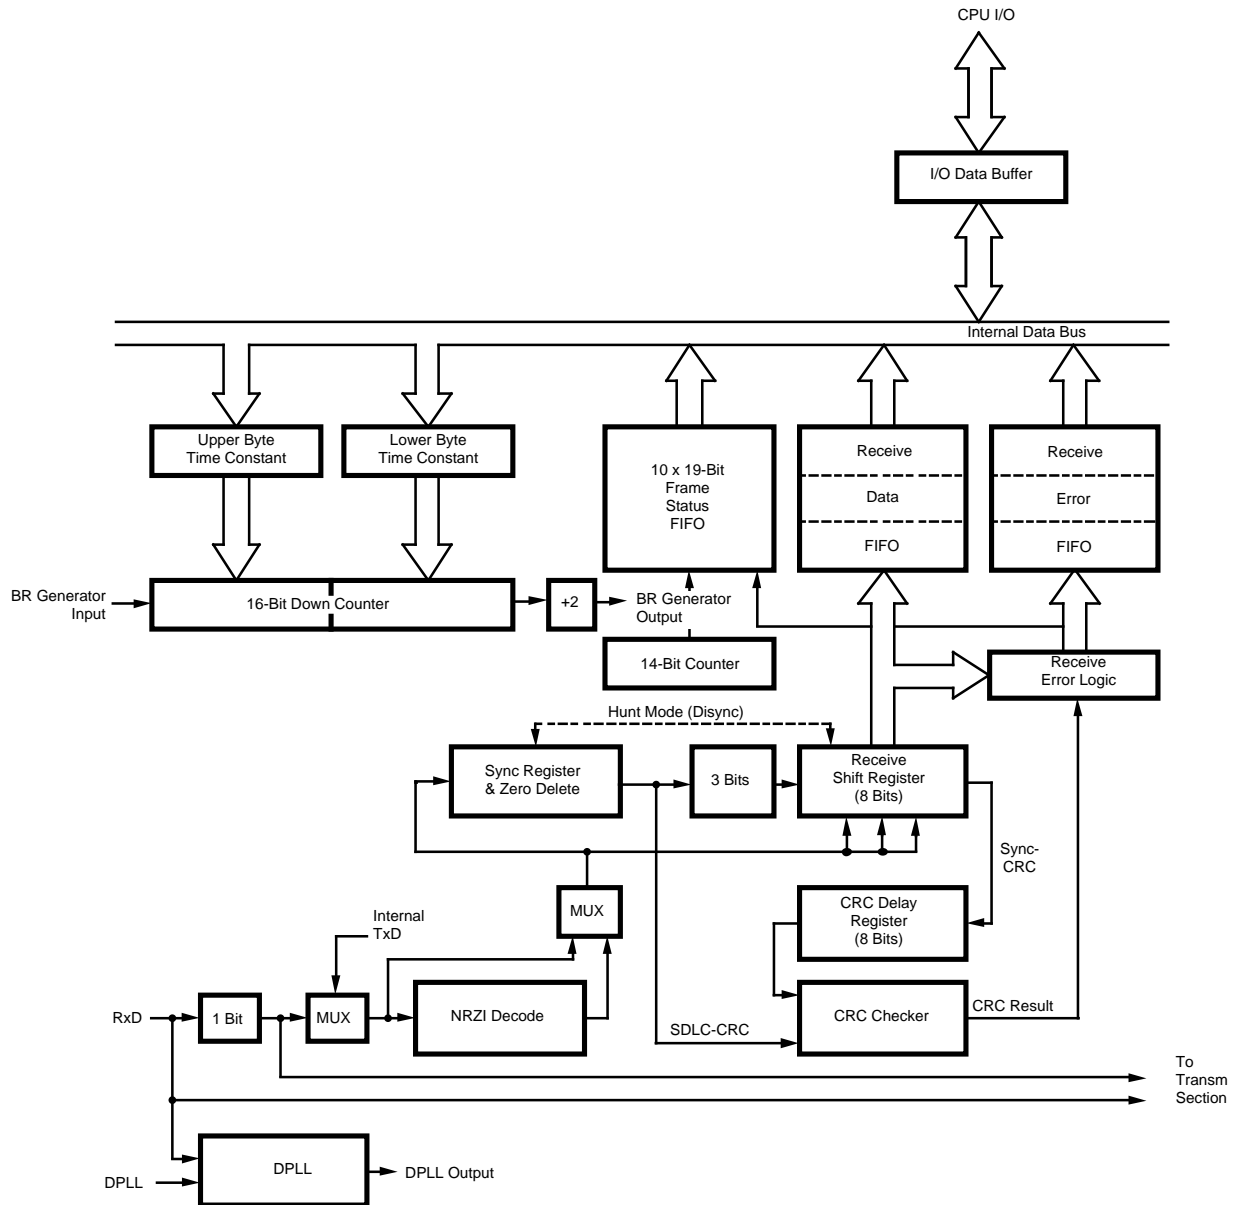 CPU I/O
I/O Data Buffer
Internal Data Bus
Upper Byte
Time Constant
Lower Byte
Time Constant
10 x 19-Bit
Frame
Status
FIFO
Receive
Data
FIFO
Receive
Error
FIFO
BR Generator
Input
16-Bit Down Counter
+2
BR Generator
Output
14-Bit Counter
Receive
Error Logic
Hunt Mode (Disync)
Sync Register
& Zero Delete
3 Bits
Receive
Shift Register
(8 Bits)
Sync-
CRC
Internal
TxD
MUX
CRC Delay
Register
(8 Bits)
RxD
1 Bit
MUX
NRZI Decode
SDLC-CRC
CRC Checker
CRC Result
To
Transm
Section
DPLL
DPLL
DPLL Output